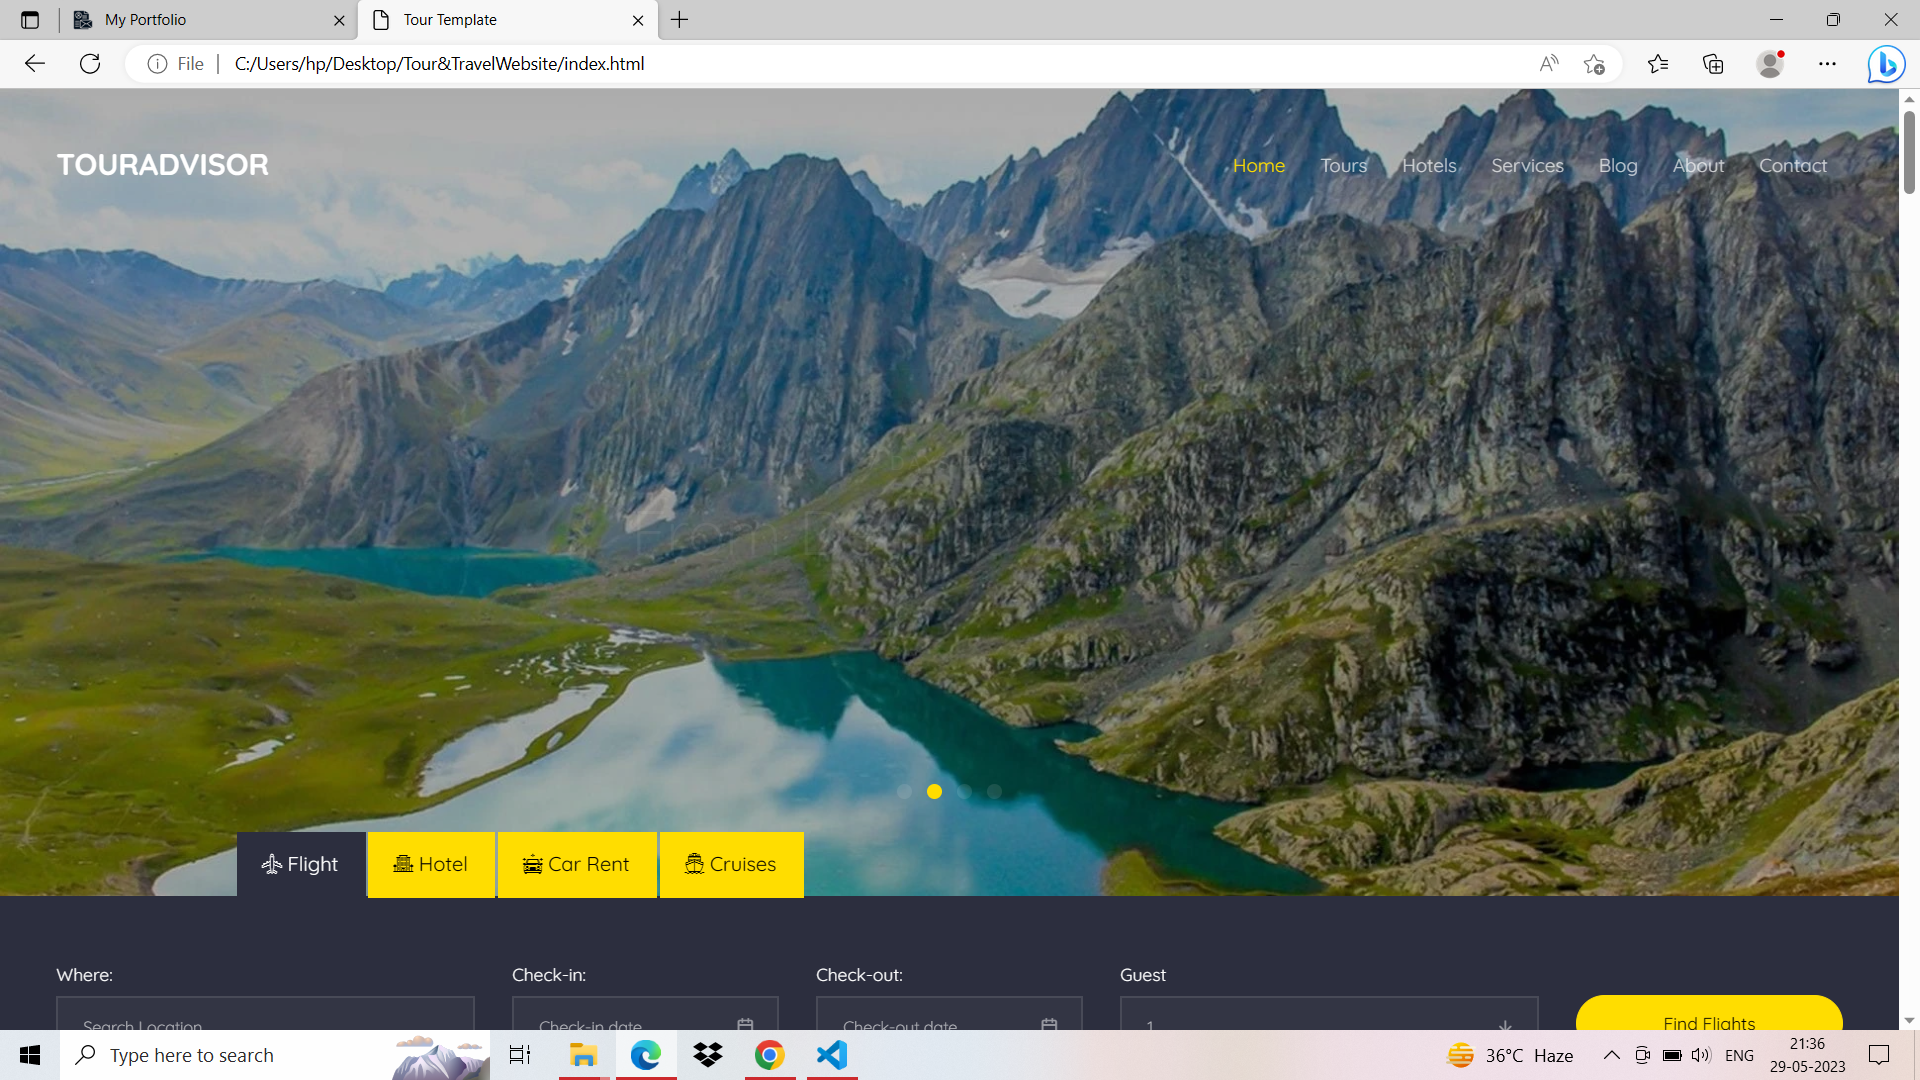 My Portfolio
Tour Template
File
C:/Users/hp/Desktop/Tour&TravelWebsite/index.html
TOURADVISOR
Home Tours Hotels Services Blog About Contact
From
Flight Hotel Car Rent Cruises
Where: Check-in: Check-out: Guest
Search Location Check-in date Check-out date 1 Find Flights
Type here to search
36°C Haze
ENG
21:36
29-05-2023